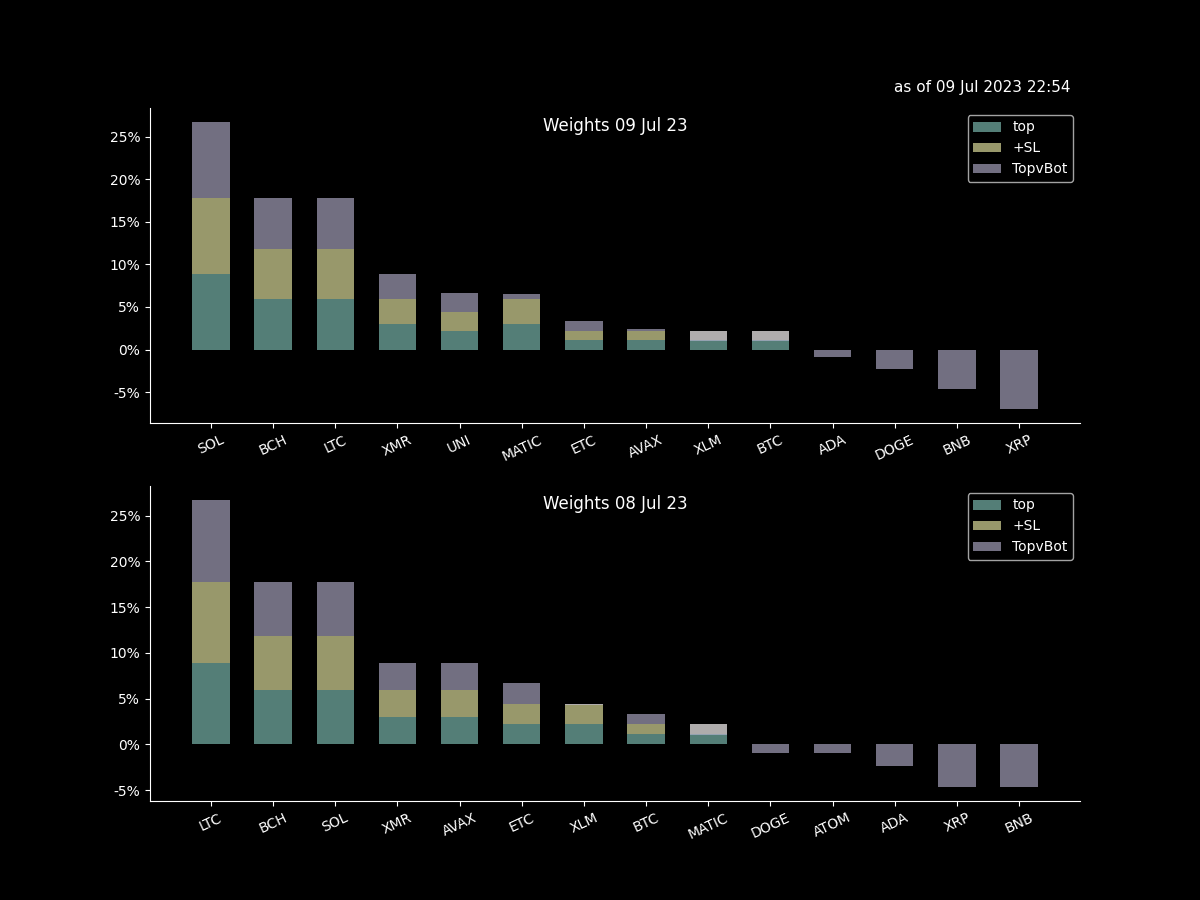 as of 09 Jul 2023 22:54
Weights 09 Jul 23
top
+SL
TopvBot
25%
20%
15%
10%
5%
0%
-5%
SOL BCH LTC XMR UNI MATIC ETC AVAX XLM BTC ADA DOGE BNB XRP
Weights 08 Jul 23
top
+SL
TopvBot
25%
20%
15%
10%
5%
0%
-5%
LTC BCH SOL XMR AVAX ETC XLM BTC MATIC DOGE ATOM ADA XRP BNB